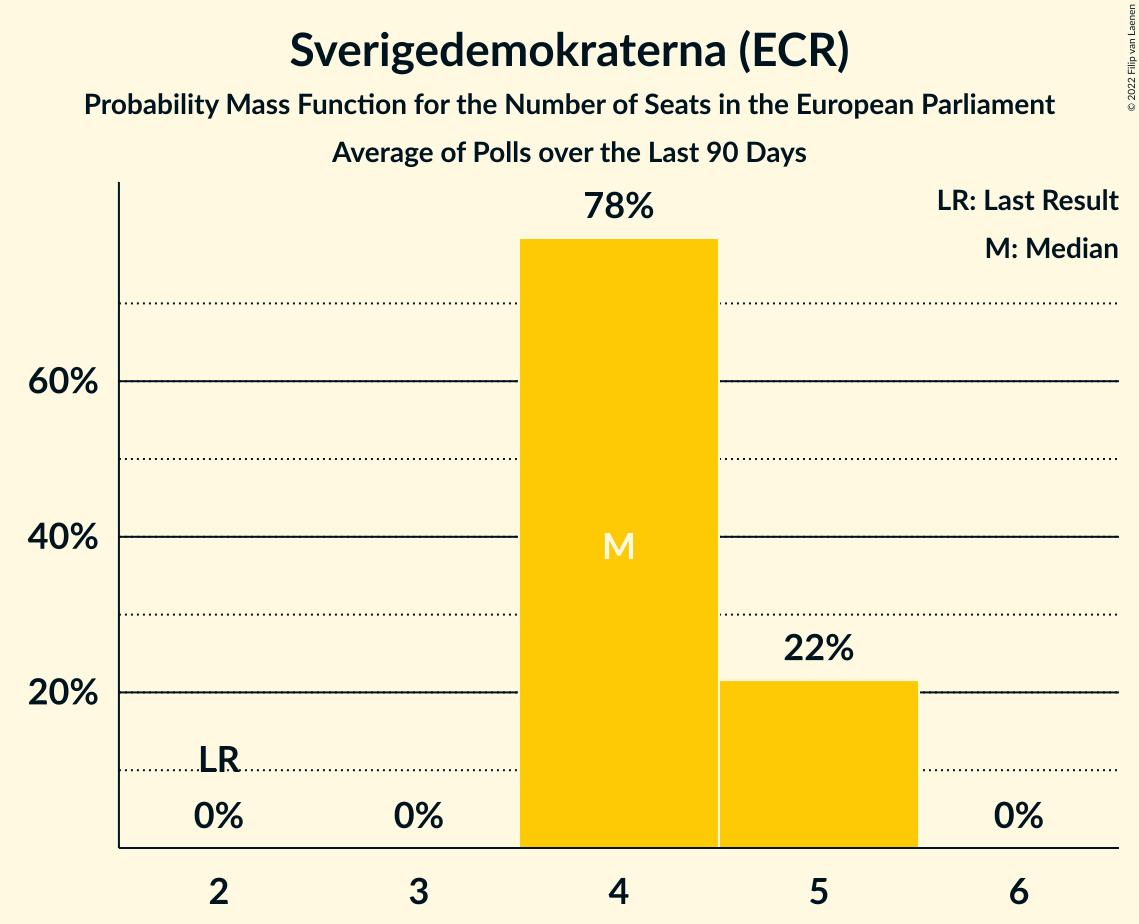 Sverigedemokraterna (ECR)
Probability Mass Function for the Number of Seats in the European Parliament
Average of Polls over the Last 90 Days
© 2022 Filip van Laenen
LR: Last Result
M: Median
78%
60%
40%
M
22%
20%
LR
0%
0%
0%
2
3
4
5
6